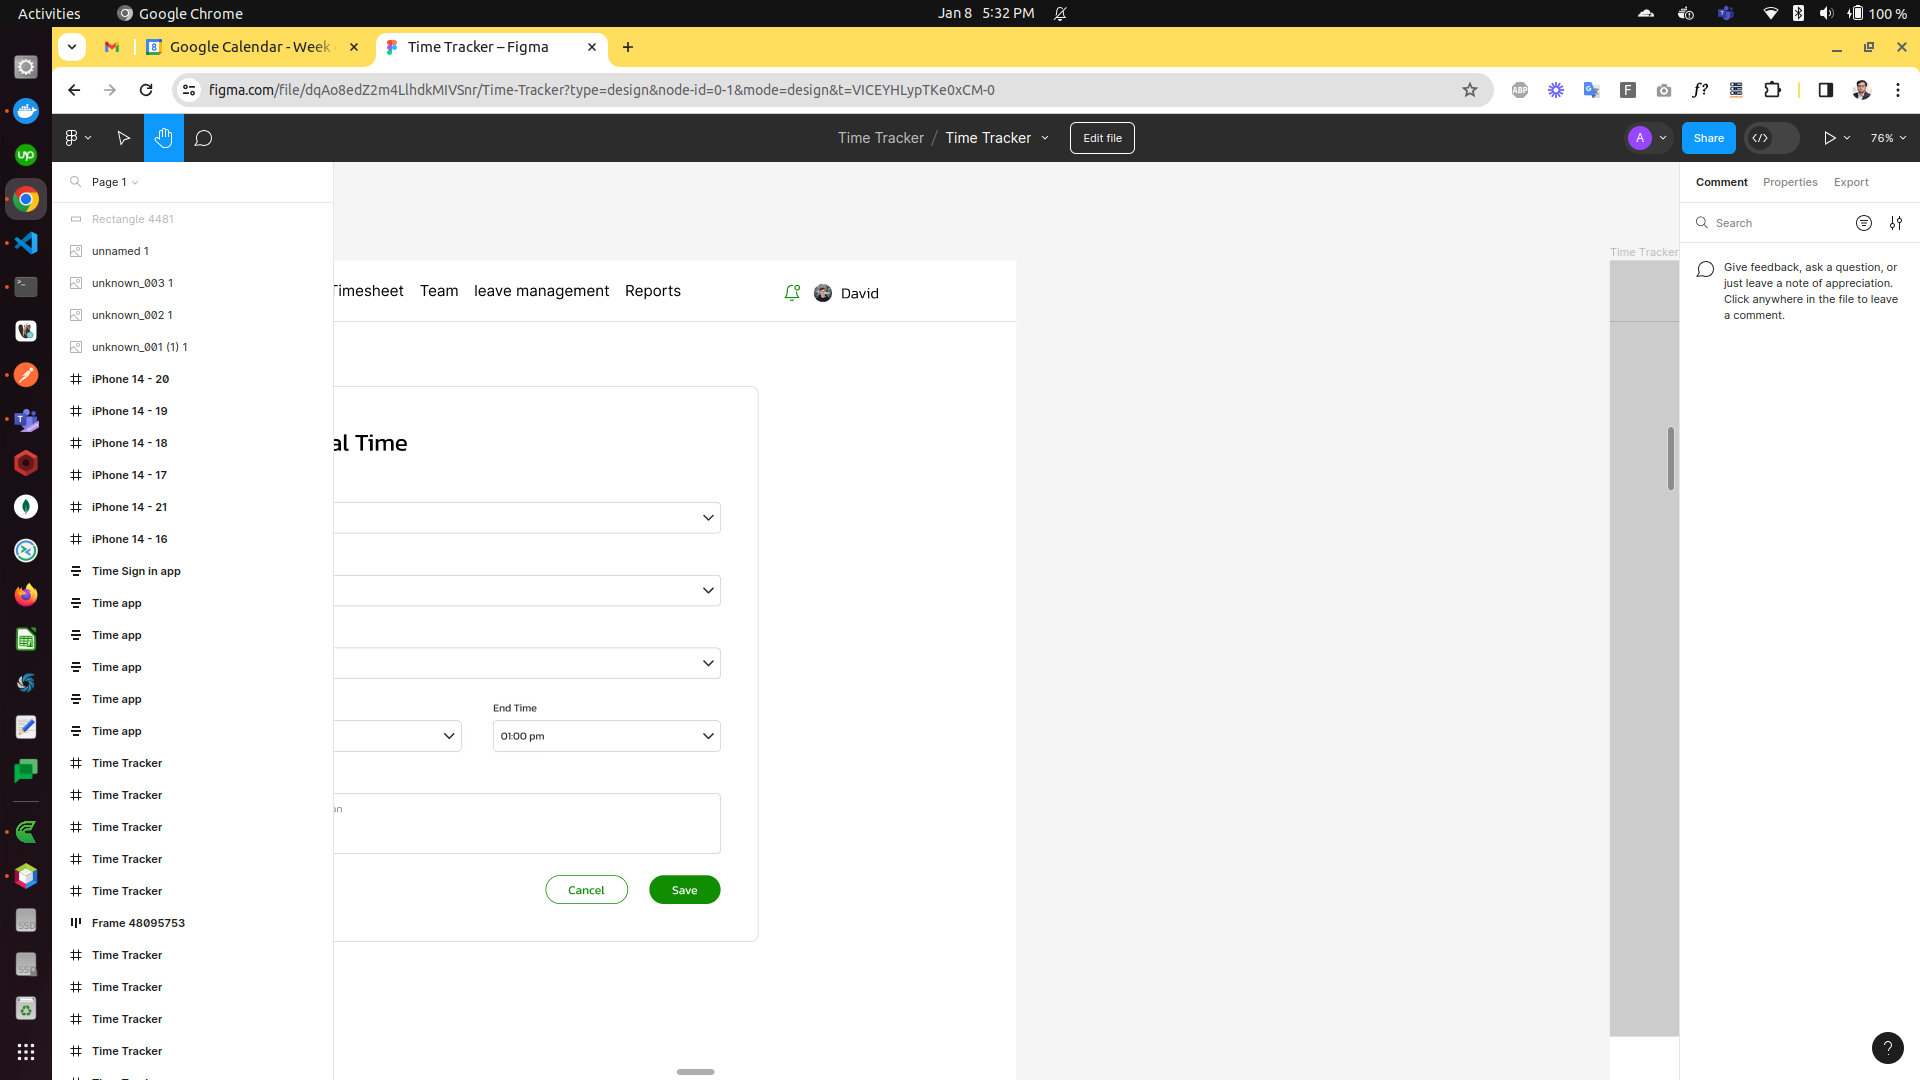 Activities
Google Chrome
Jan 8 5:32 PM
100 %
Google Calendar - Week
Time Tracker – Figma
figma.com/file/dqAo8edZ2m4LlhdkMIVSnr/Time-Tracker?type=design&node-id=0-1&mode=design&t=VICEYHLypTKe0xCM-0
ABP
F
f?
Time Tracker / Time Tracker
Edit file
A
Share
76%
Page 1
Rectangle 4481
unnamed 1
unknown_003 1
unknown_002 1
unknown_001 (1) 1
iPhone 14 - 20
iPhone 14 - 19
iPhone 14 - 18
iPhone 14 - 17
iPhone 14 - 21
iPhone 14 - 16
Time Sign in app
Time app
Time app
Time app
Time app
Time app
Time Tracker
Time Tracker
Time Tracker
Time Tracker
Time Tracker
Frame 48095753
Time Tracker
Time Tracker
Time Tracker
Time Tracker
Timesheet Team leave management Reports
David
al Time
End Time
01:00 pm
on
Cancel
Save
Time Tracker
Comment Properties Export
Search
Give feedback, ask a question, or
just leave a note of appreciation.
Click anywhere in the file to leave
a comment.
?